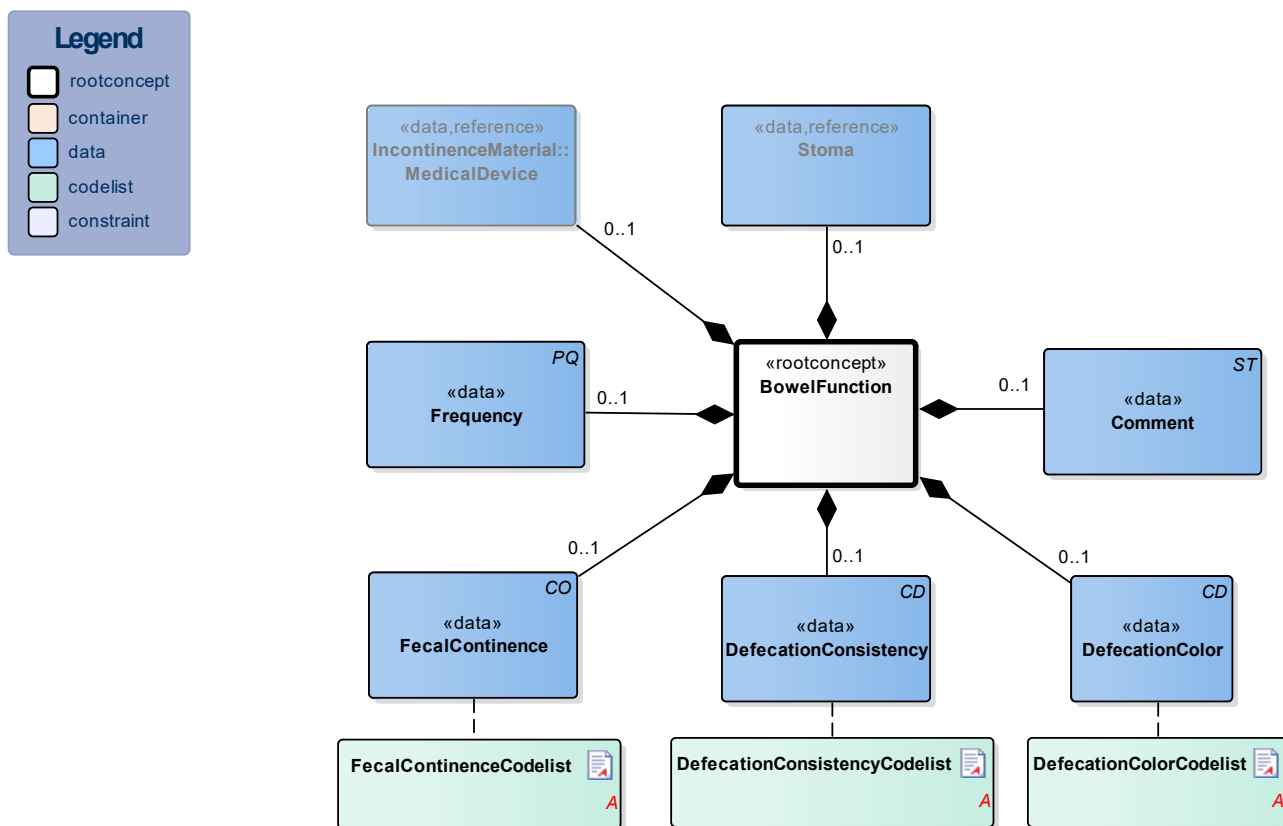 Legend
rootconcept
container
data
codelist
constraint
«data,reference»
IncontinenceMaterial::
MedicalDevice
0..1
«data,reference»
Stoma
0..1
PQ
«data»
Frequency
0..1
«rootconcept»
BowelFunction
ST
«data»
Comment
0..1
CO
«data»
FecalContinence
0..1
CD
«data»
DefecationConsistency
0..1
CD
«data»
DefecationColor
0..1
FecalContinenceCodelist
A
DefecationConsistencyCodelist
A
DefecationColorCodelist
A